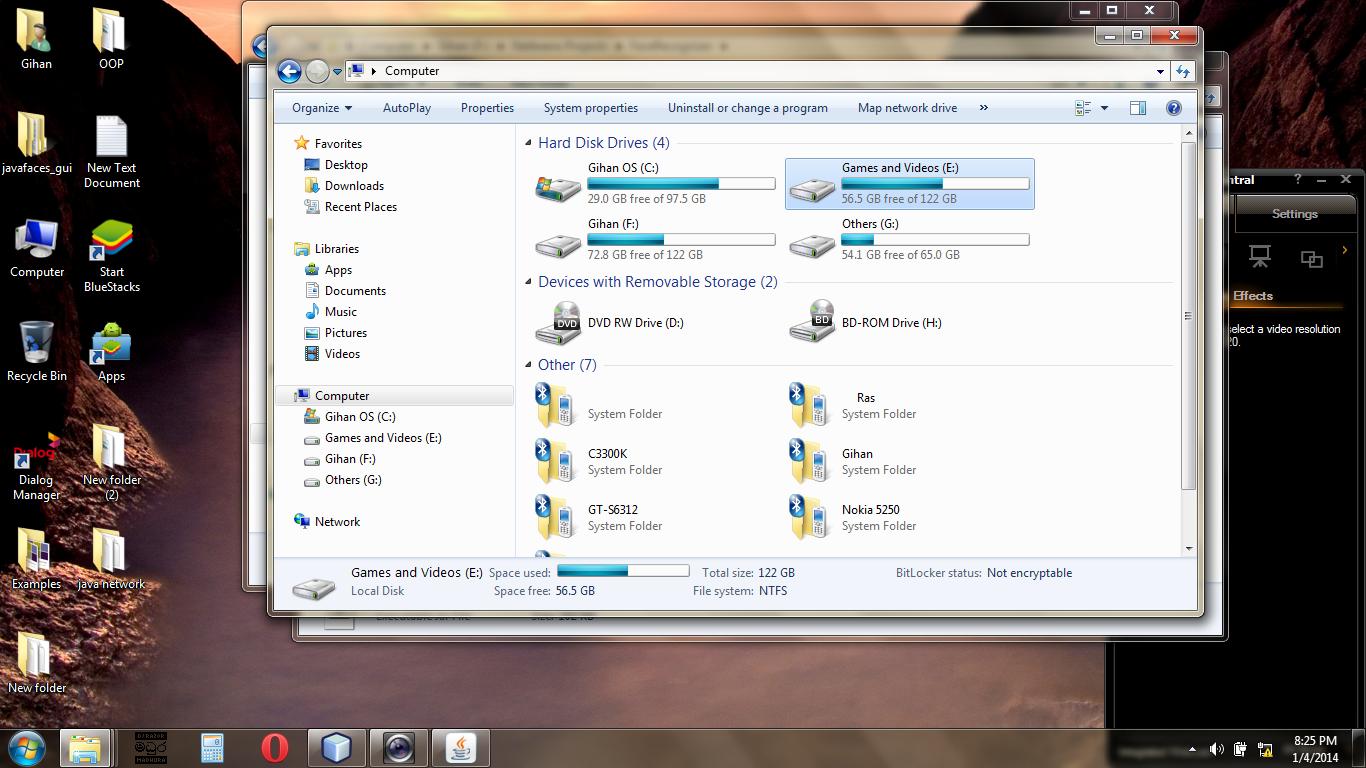 Gihan
OOP
javafaces_gui
New Text
Document
Computer
Start
BlueStacks
Recycle Bin
Apps
Dialog
Dialog
Manager
New folder
(2)
Examples
java network
New folder
Computer
Organize
AutoPlay
Properties
System properties
Uninstall or change a program
Map network drive
»
Favorites
Desktop
Downloads
Recent Places
Libraries
Apps
Documents
Music
Pictures
Videos
Computer
Gihan OS (C:)
Games and Videos (E:)
Gihan (F:)
Others (G:)
Network
Hard Disk Drives (4)
Gihan OS (C:)
29.0 GB free of 97.5 GB
Games and Videos (E:)
56.5 GB free of 122 GB
Gihan (F:)
72.8 GB free of 122 GB
Others (G:)
54.1 GB free of 65.0 GB
Devices with Removable Storage (2)
DVD
DVD RW Drive (D:)
BD
BD-ROM Drive (H:)
Other (7)
System Folder
Ras
System Folder
C3300K
System Folder
Gihan
System Folder
GT-S6312
System Folder
Nokia 5250
System Folder
Games and Videos (E:) Space used: Total size: 122 GB BitLocker status: Not encryptable
Local Disk Space free: 56.5 GB File system: NTFS
Executable Jar File
ntral
?
Settings
Effects
elect a video resolution
20.
මධුර
MADHURA
8:25 PM
1/4/2014